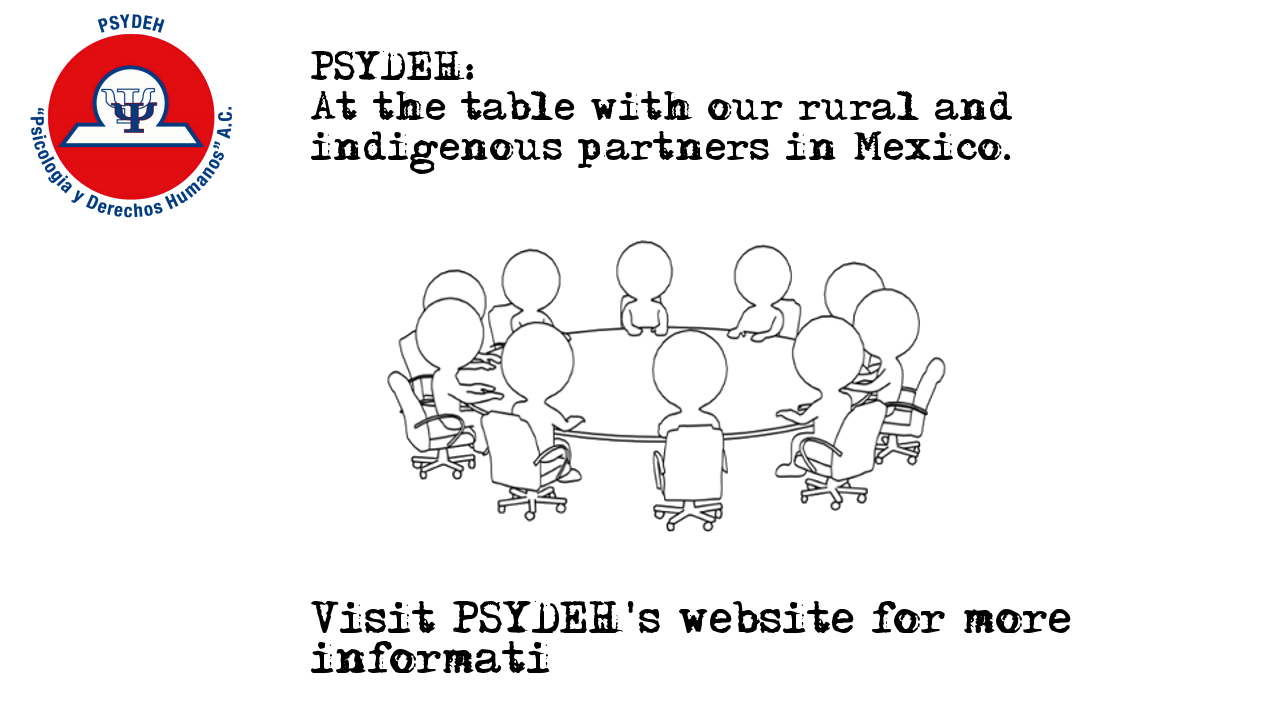 PSYDEH
"Psicología y Derechos Humanos" A.C.
PSYDEH:
At the table with our rural and
indigenous partners in Mexico.
Visit PSYDEH's website for more
informati